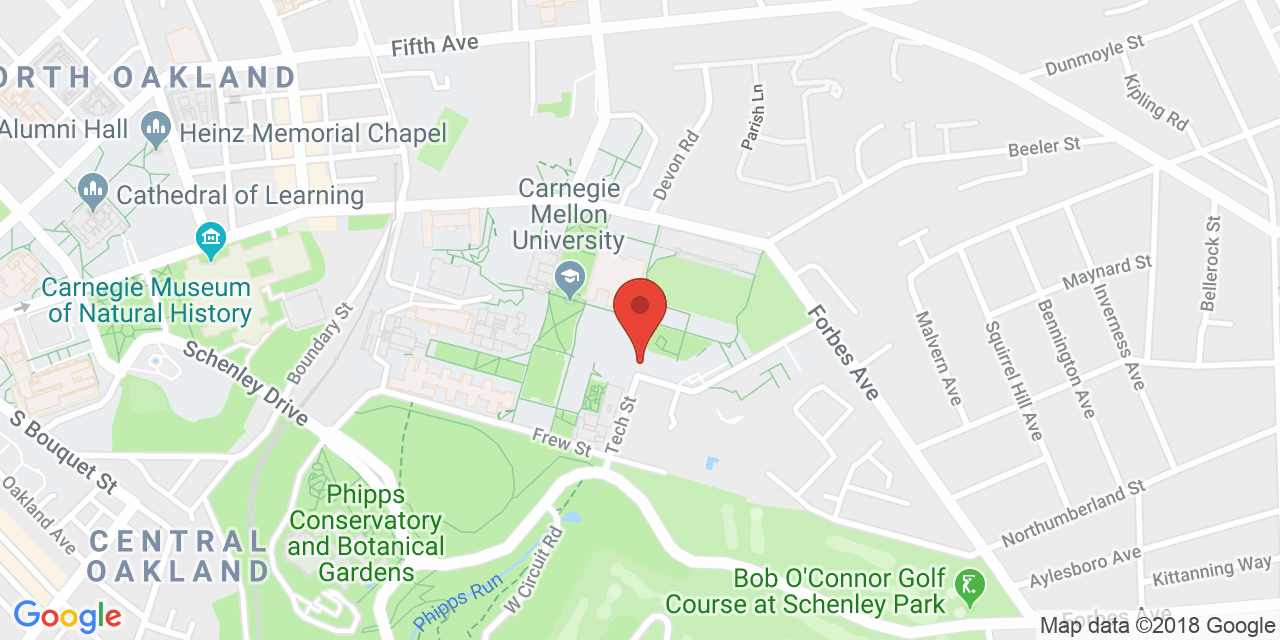 Fifth Ave
Dunmoyle St
ORTH OAKLAND
Kipling Rd
Parish Ln
Alumni Hall
Heinz Memorial Chapel
Devon Rd
Beeler St
Cathedral of Learning
Carnegie
Mellon
University
Bellerock St
Maynard St
Carnegie Museum
of Natural History
Boundary St
Schenley Drive
Forbes Ave
Malvern Ave
Squirrel Hill Ave
Bennington Ave
Inverness Ave
S Bouquet St
Tech St
Frew St
Oakland Ave
Phipps
Conservatory
and Botanical
Gardens
Northumberland St
CENTRAL
OAKLAND
W Circuit Rd
Phipps Run
Bob O'Connor Golf
Course at Schenley Park
Aylesboro Ave
Kittanning Way
Forbes Ave
Google
Map data ©2018 Google